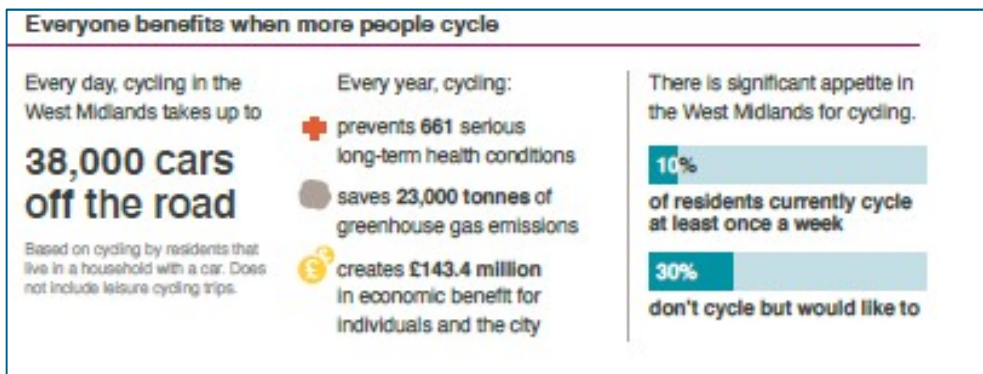 Everyone benefits when more people cycle
Every day, cycling in the
West Midlands takes up to
38,000 cars
off the road
Based on cycling by residents that
live in a household with a car. Does
not include leisure cycling trips.
Every year, cycling:
prevents 661 serious
long-term health conditions
saves 23,000 tonnes of
greenhouse gas emissions
££
creates £143.4 million
in economic benefit for
individuals and the city
There is significant appetite in
the West Midlands for cycling.
10%
of residents currently cycle
at least once a week
30%
don't cycle but would like to